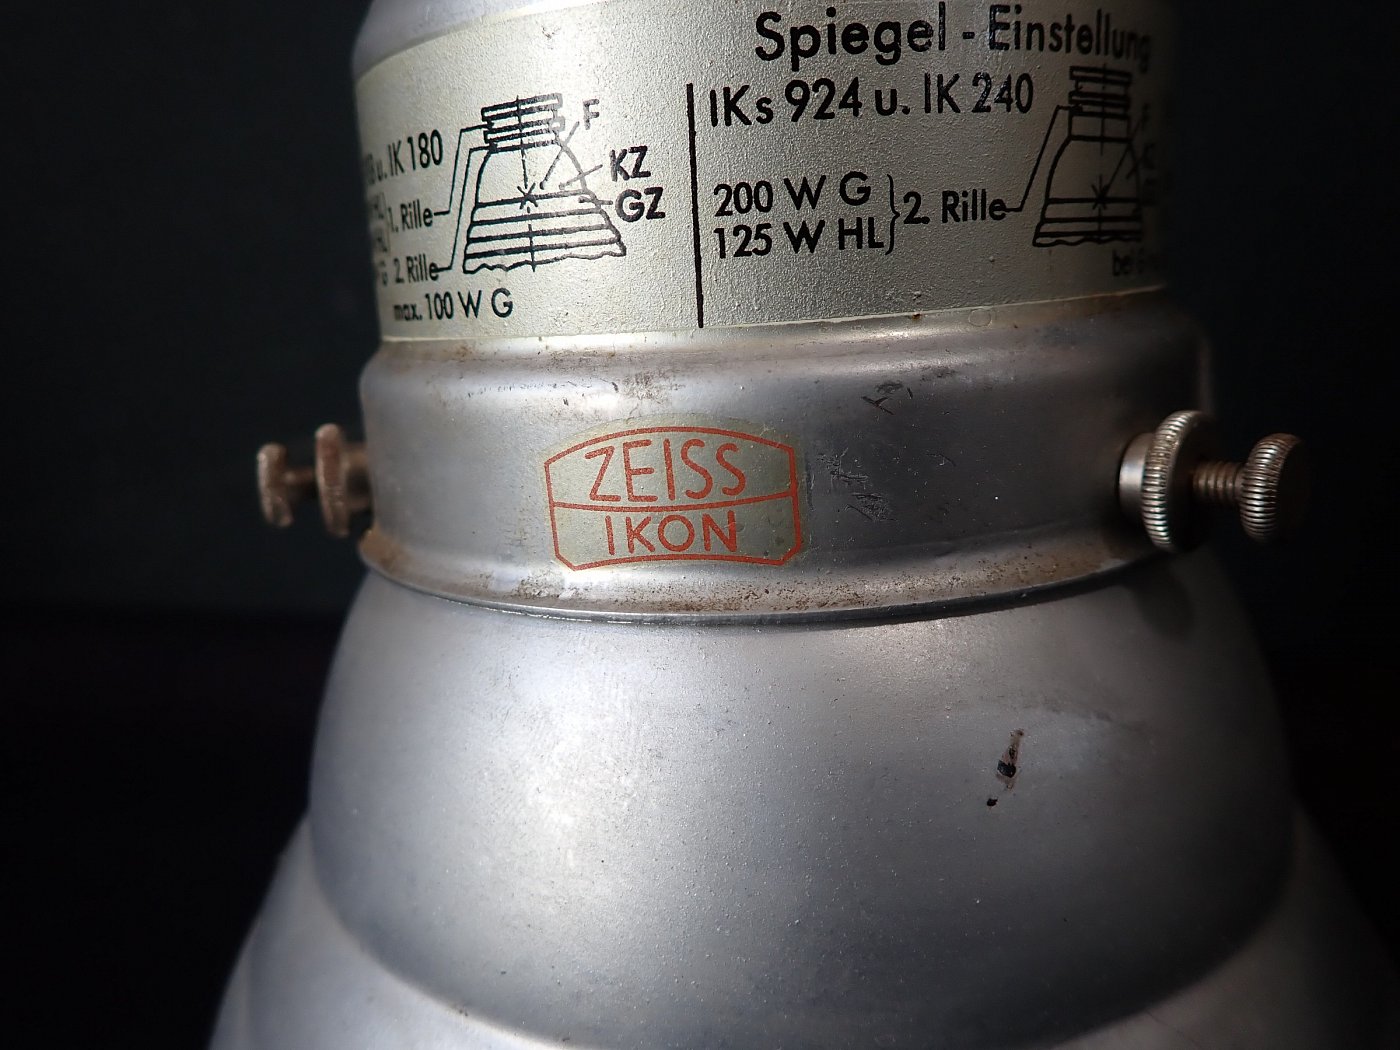 Spiegel - Einstellung
u. IK 180
F
KZ
GZ
1. Rille
2. Rille
max. 100 W G
IKs 924 u. IK 240
200 W G
125 W HL
2. Rille
F
ZEISS
IKON